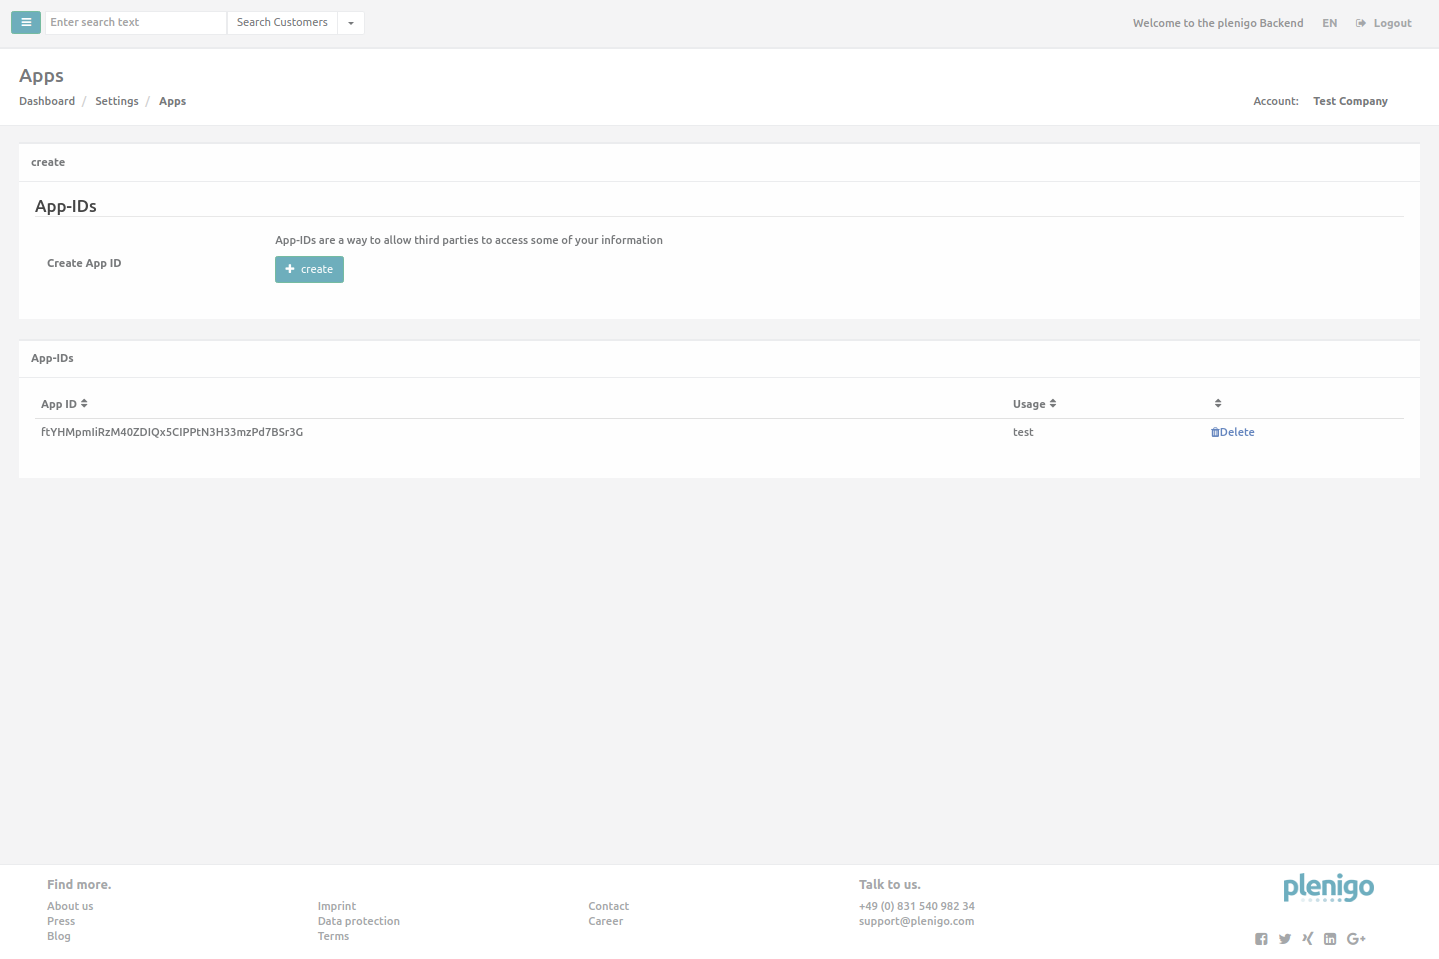 Enter search text Search Customers Welcome to the plenigo Backend EN Logout
Apps
Dashboard / Settings / Apps Account: Test Company
create
App-IDs
App-IDs are a way to allow third parties to access some of your information
Create App ID
create
App-IDs
App ID Usage
ftYHMpmIiRzM40ZDIQx5CIPPtN3H33mzPd7BSr3G test Delete
Find more. Talk to us.
About us Imprint Contact +49 (0) 831 540 982 34
Press Data protection Career support@plenigo.com
Blog Terms
plenigo